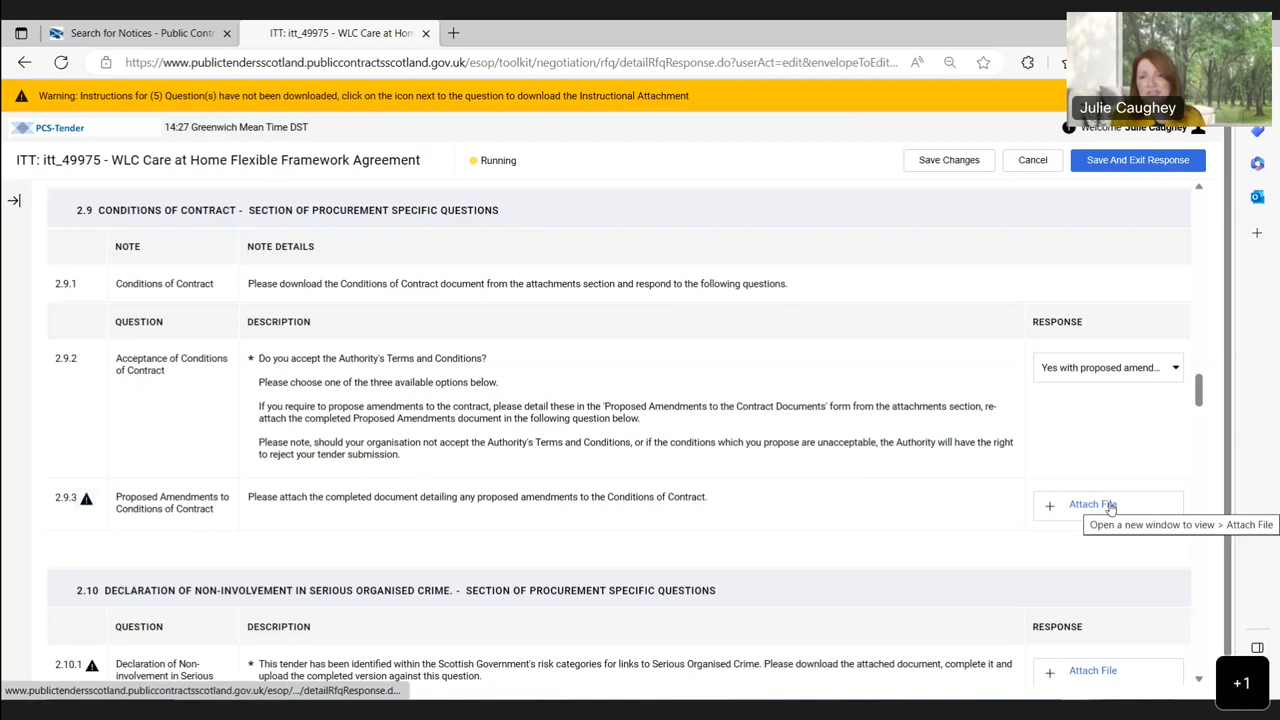 Search for Notices - Public Contr
ITT: itt_49975 - WLC Care at Hom
https://www.publictendersscotland.publiccontractsscotland.gov.uk/esop/toolkit/negotiation/rfq/detailRfqResponse.do?userAct=edit&envelopeToEdit...
Julie Caughey
Warning: Instructions for (5) Question(s) have not been downloaded, click on the icon next to the question to download the Instructional Attachment
PCS-Tender
14:27 Greenwich Mean Time DST
Welcome Julie Caughey
ITT: itt_49975 - WLC Care at Home Flexible Framework Agreement
Running
Save Changes
Cancel
Save And Exit Response
2.9 CONDITIONS OF CONTRACT - SECTION OF PROCUREMENT SPECIFIC QUESTIONS
NOTE
NOTE DETAILS
2.9.1
Conditions of Contract
Please download the Conditions of Contract document from the attachments section and respond to the following questions.
QUESTION
DESCRIPTION
RESPONSE
2.9.2
Acceptance of Conditions
of Contract
* Do you accept the Authority's Terms and Conditions?
Please choose one of the three available options below.
If you require to propose amendments to the contract, please detail these in the 'Proposed Amendments to the Contract Documents' form from the attachments section, re-
attach the completed Proposed Amendments document in the following question below.
Please note, should your organisation not accept the Authority's Terms and Conditions, or if the conditions which you propose are unacceptable, the Authority will have the right
to reject your tender submission.
Yes with proposed amend...
2.9.3
Proposed Amendments to
Conditions of Contract
Please attach the completed document detailing any proposed amendments to the Conditions of Contract.
+ Attach File
Open a new window to view > Attach File
2.10 DECLARATION OF NON-INVOLVEMENT IN SERIOUS ORGANISED CRIME. - SECTION OF PROCUREMENT SPECIFIC QUESTIONS
QUESTION
DESCRIPTION
RESPONSE
2.10.1
Declaration of Non-
involvement in Serious
* This tender has been identified within the Scottish Government's risk categories for links to Serious Organised Crime. Please download the attached document, complete it and
upload the completed version against this question.
+ Attach File
www.publictendersscotland.publiccontractsscotland.gov.uk/esop/.../detailRfqResponse.d...
+1